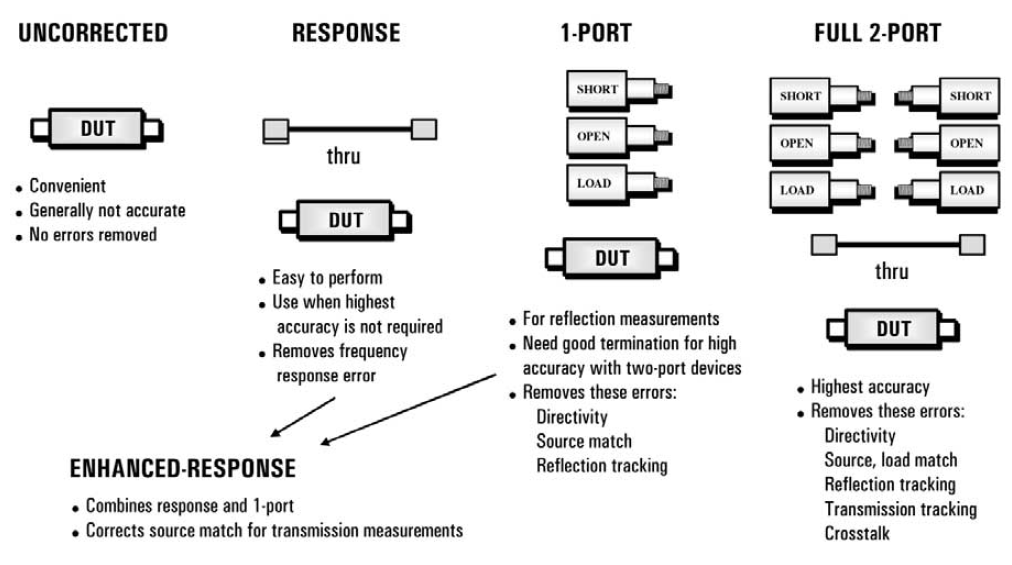 UNCORRECTED
DUT
• Convenient
• Generally not accurate
• No errors removed
RESPONSE
thru
DUT
• Easy to perform
• Use when highest
accuracy is not required
• Removes frequency
response error
1-PORT
SHORT
OPEN
LOAD
DUT
• For reflection measurements
• Need good termination for high
accuracy with two-port devices
• Removes these errors:
Directivity
Source match
Reflection tracking
FULL 2-PORT
SHORT
SHORT
OPEN
OPEN
LOAD
LOAD
thru
DUT
• Highest accuracy
• Removes these errors:
Directivity
Source, load match
Reflection tracking
Transmission tracking
Crosstalk
ENHANCED-RESPONSE
• Combines response and 1-port
• Corrects source match for transmission measurements